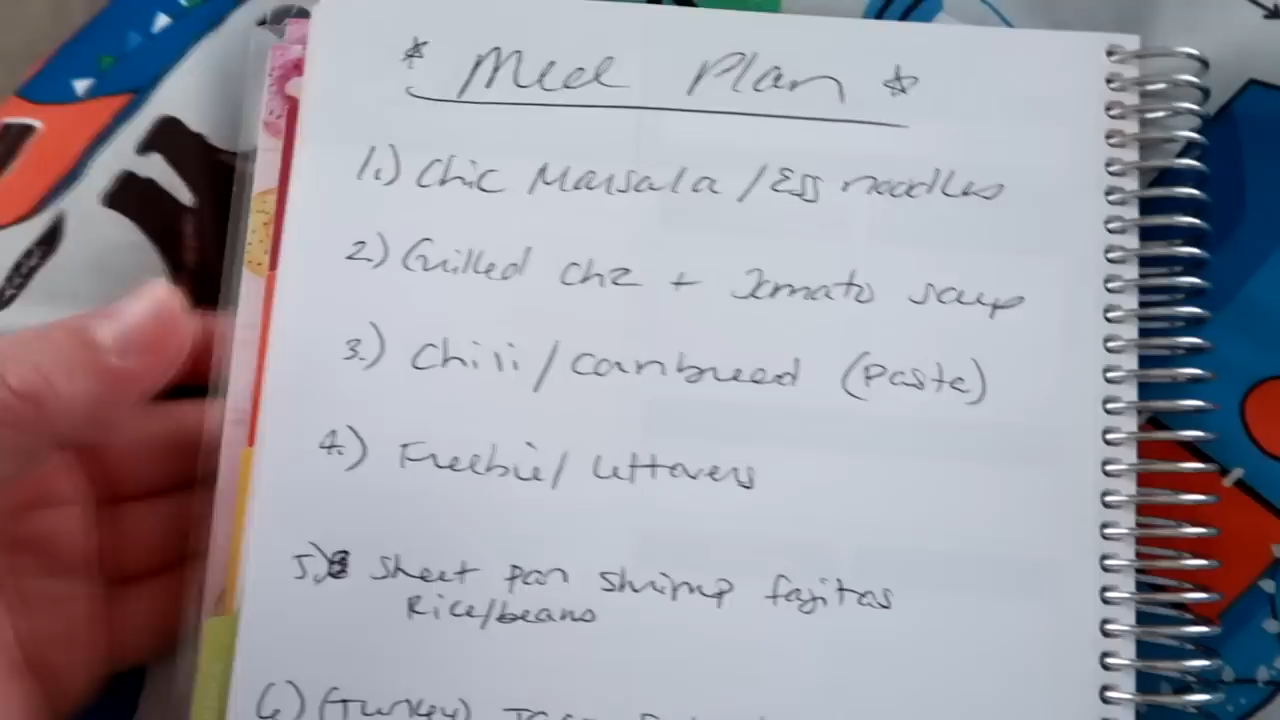 * Meal Plan *
1.) Chic Marsala / Egg noodles
2) Grilled chz + Tomato soup
3.) Chili / cornbread (Paste)
4.) Freebie / Leftovers
5.) Sheet pan shrimp fajitas
Rice/beans
6.) (Turkey)